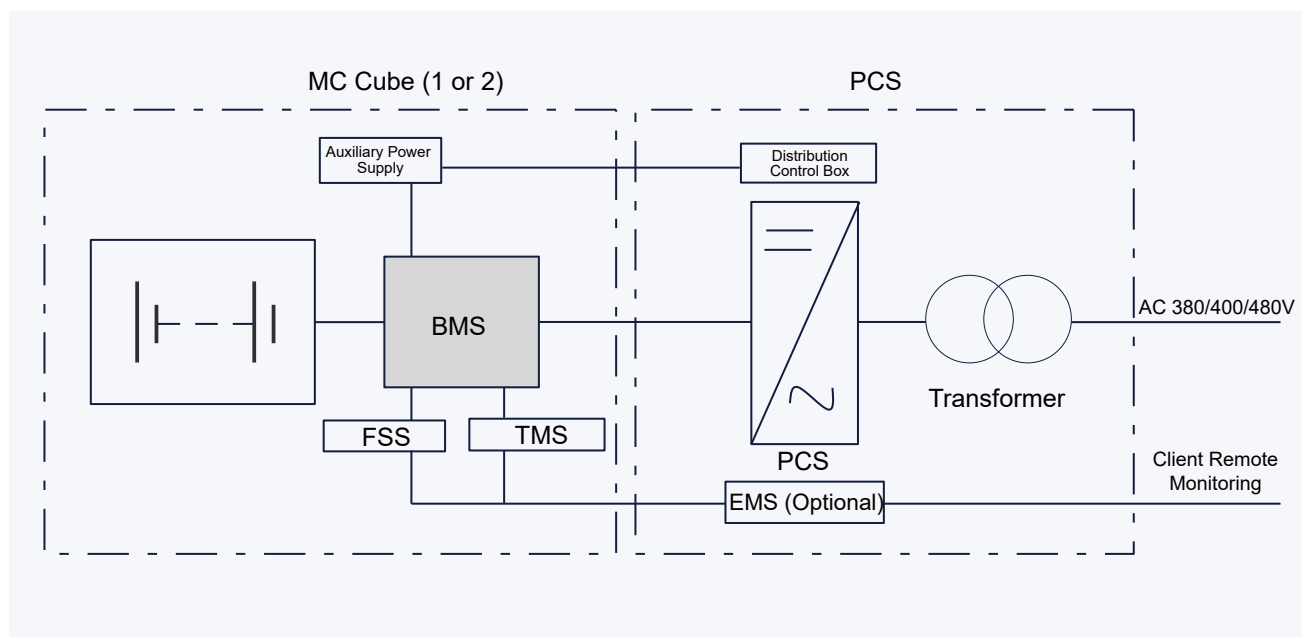 MC Cube (1 or 2)
PCS
Auxiliary Power
Supply
Distribution
Control Box
BMS
AC 380/400/480V
Transformer
FSS
TMS
PCS
Client Remote
Monitoring
EMS (Optional)